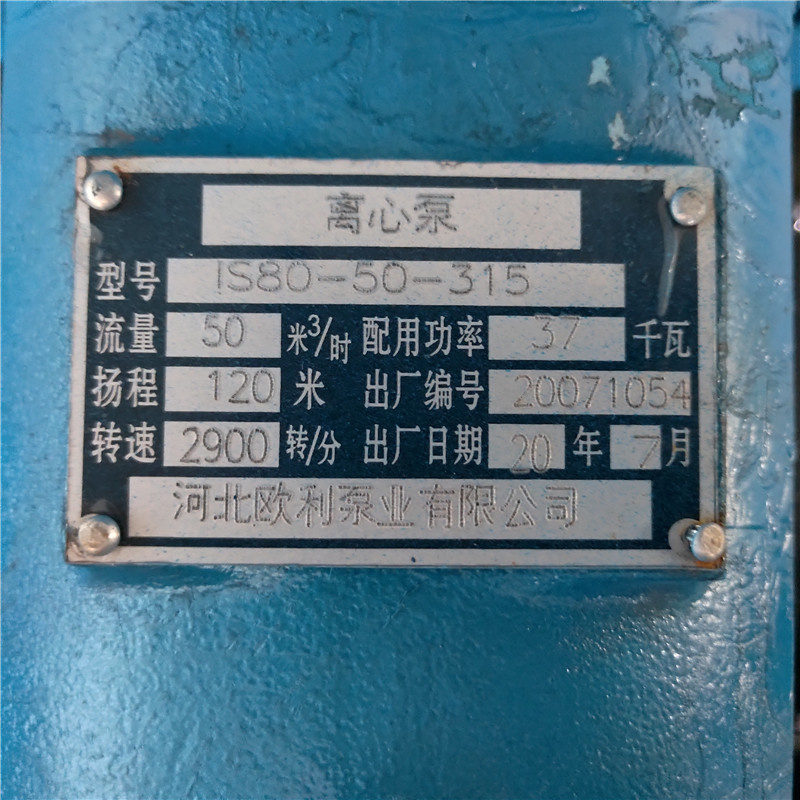 离心泵
型号 IS80-50-315
流量 50 米³/时 配用功率 37 千瓦
扬程 120 米 出厂编号 20071054
转速 2900 转/分 出厂日期 20 年 7 月
河北欧利泵业有限公司